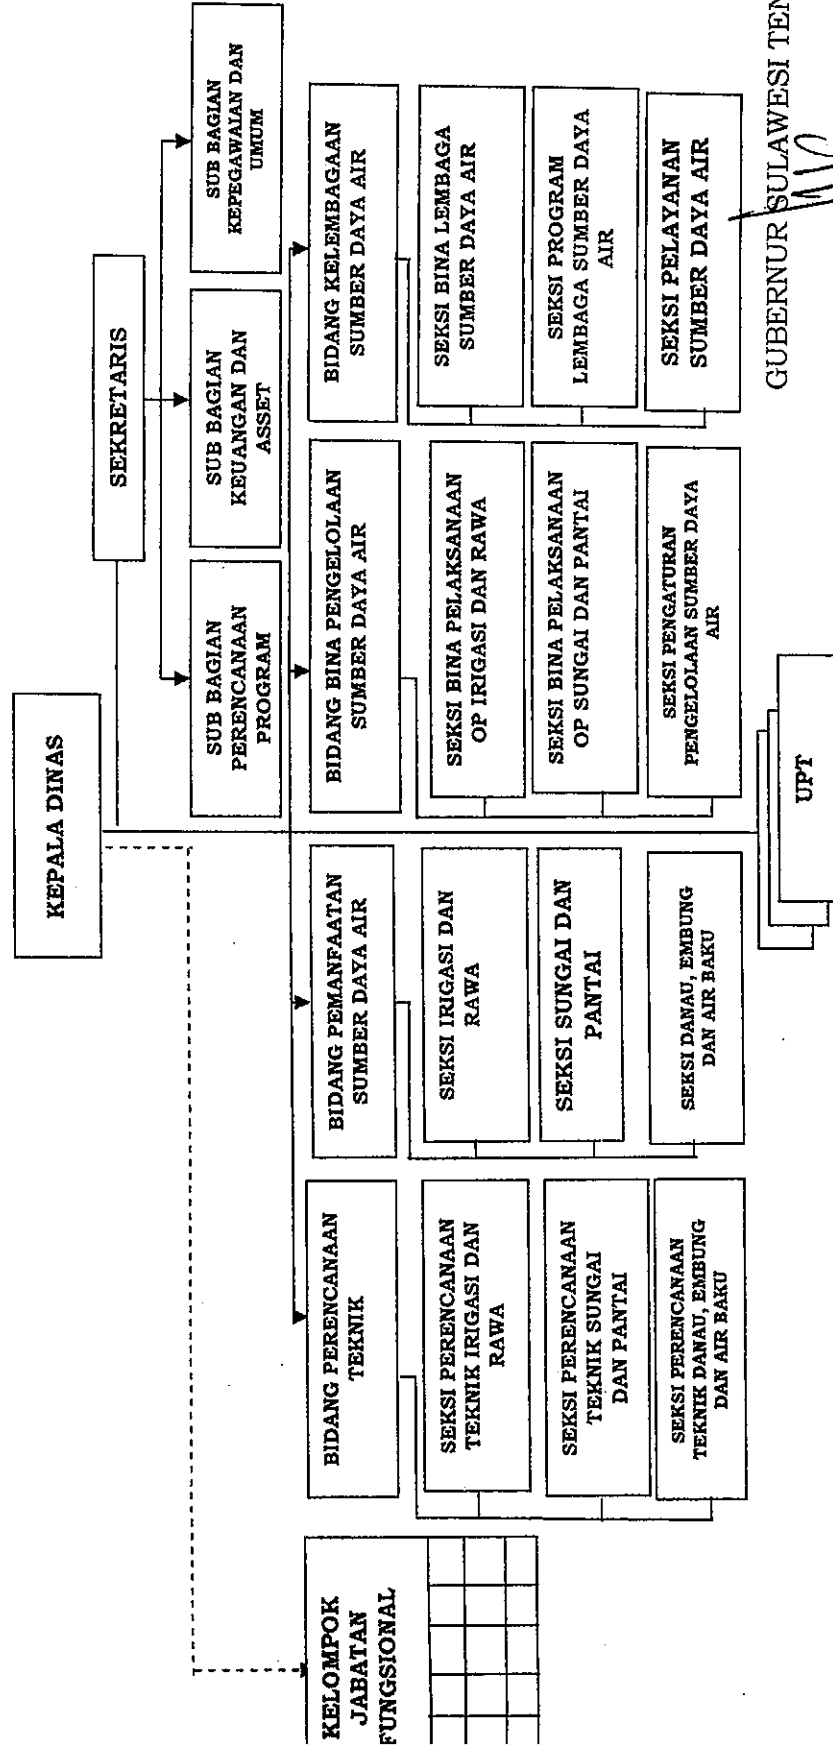 KEPALA DINAS
SEKRETARIS
SUB BAGIAN
PERENCANAAN
PROGRAM
SUB BAGIAN
KEUANGAN DAN
ASSET
SUB BAGIAN
KEPEGAWAIAN DAN
UMUM
KELOMPOK
JABATAN
FUNGSIONAL
BIDANG PERENCANAAN
TEKNIK
SEKSI PERENCANAAN
TEKNIK IRIGASI DAN
RAWA
SEKSI PERENCANAAN
TEKNIK SUNGAI
DAN PANTAI
SEKSI PERENCANAAN
TEKNIK DANAU, EMBUNG
DAN AIR BAKU
BIDANG PEMANFAATAN
SUMBER DAYA AIR
SEKSI IRIGASI DAN
RAWA
SEKSI SUNGAI DAN
PANTAI
SEKSI DANAU, EMBUNG
DAN AIR BAKU
BIDANG BINA PENGELOLAAN
SUMBER DAYA AIR
SEKSI BINA PELAKSANAAN
OP IRIGASI DAN RAWA
SEKSI BINA PELAKSANAAN
OP SUNGAI DAN PANTAI
SEKSI PENGATURAN
PENGELOLAAN SUMBER DAYA
AIR
BIDANG KELEMBAGAAN
SUMBER DAYA AIR
SEKSI BINA LEMBAGA
SUMBER DAYA AIR
SEKSI PROGRAM
LEMBAGA SUMBER DAYA
AIR
SEKSI PELAYANAN
SUMBER DAYA AIR
UPT
GUBERNUR SULAWESI TEN